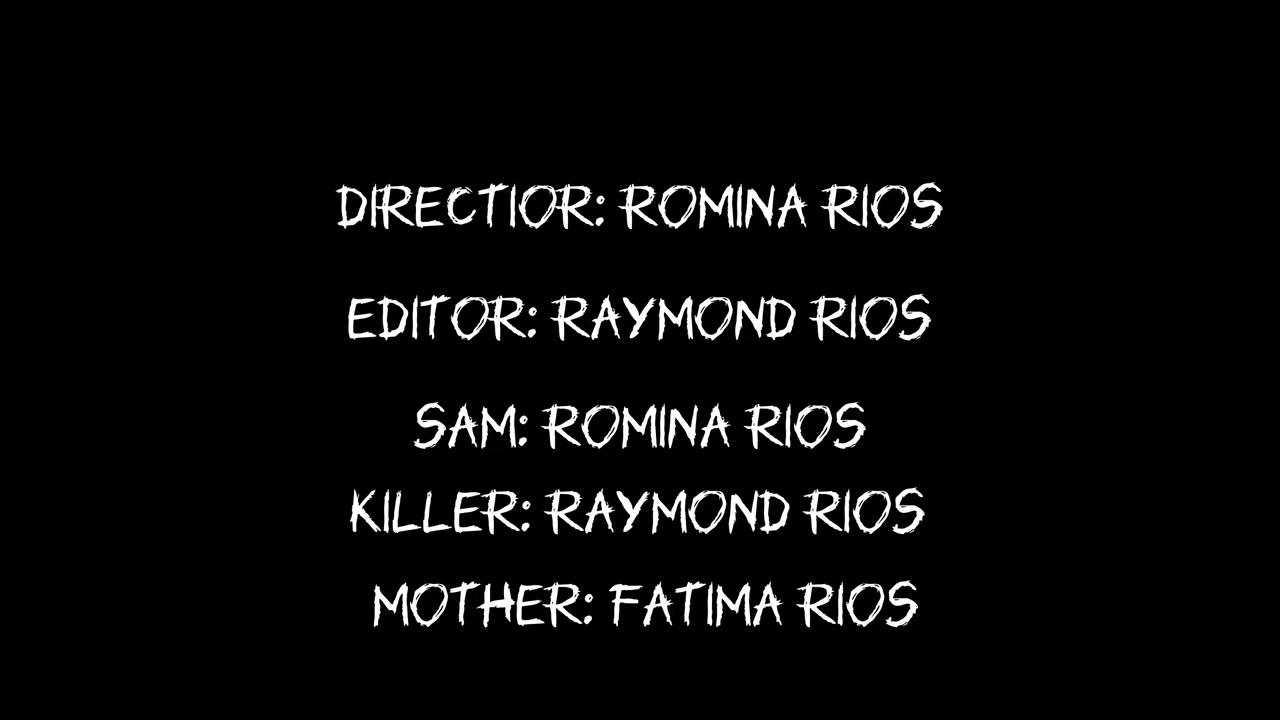 DIRECTIOR: ROMINA RIOS
EDITOR: RAYMOND RIOS
SAM: ROMINA RIOS
KILLER: RAYMOND RIOS
MOTHER: FATIMA RIOS